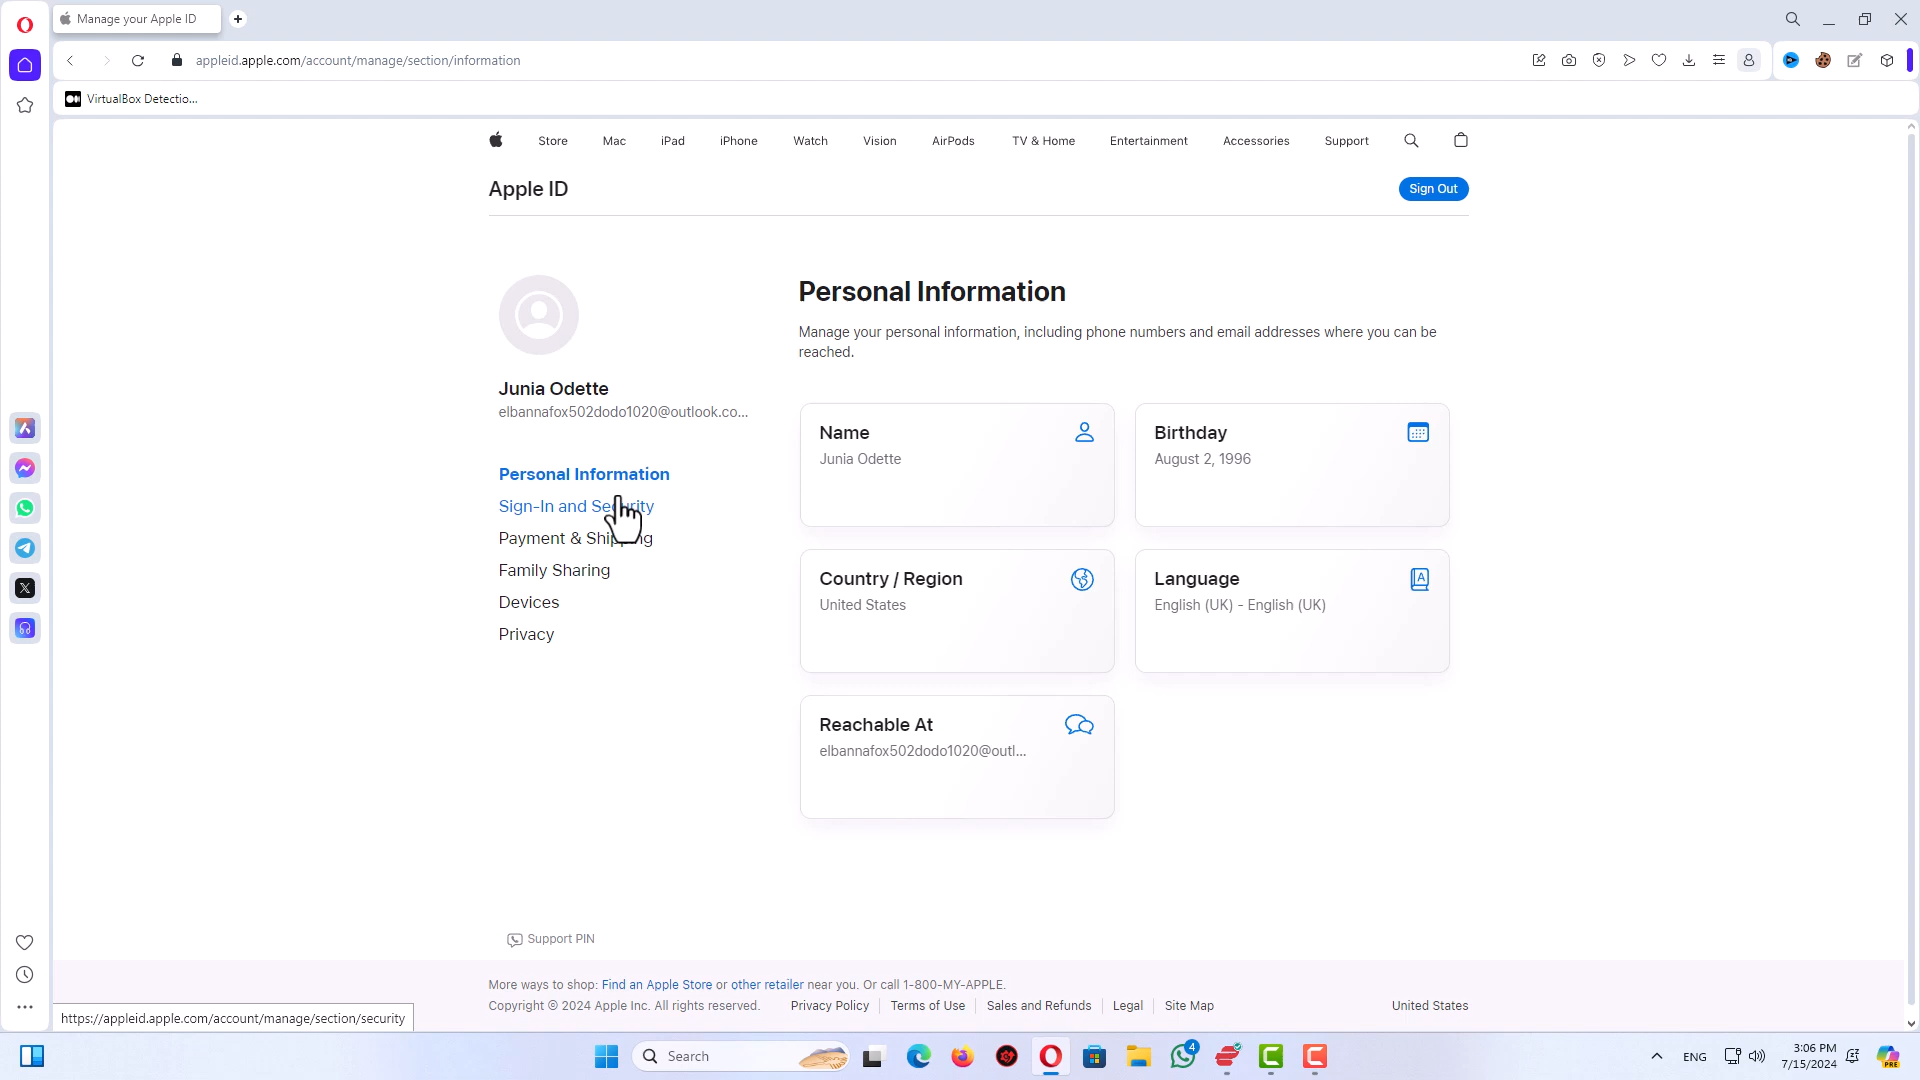 Manage your Apple ID
appleid.apple.com/account/manage/section/information
VirtualBox Detectio...
Store Mac iPad iPhone Watch Vision AirPods TV & Home Entertainment Accessories Support
Apple ID
Sign Out
Junia Odette
elbannafox502dodo1020@outlook.co...
Personal Information
Sign-In and Security
Payment & Shipping
Family Sharing
Devices
Privacy
Personal Information
Manage your personal information, including phone numbers and email addresses where you can be
reached.
Name
Junia Odette
Birthday
August 2, 1996
Country / Region
United States
Language
English (UK) - English (UK)
Reachable At
elbannafox502dodo1020@outl...
Support PIN
More ways to shop: Find an Apple Store or other retailer near you. Or call 1-800-MY-APPLE.
Copyright © 2024 Apple Inc. All rights reserved. Privacy Policy Terms of Use Sales and Refunds Legal Site Map United States
https://appleid.apple.com/account/manage/section/security
Search
4
ENG
3:06 PM
7/15/2024
PRE